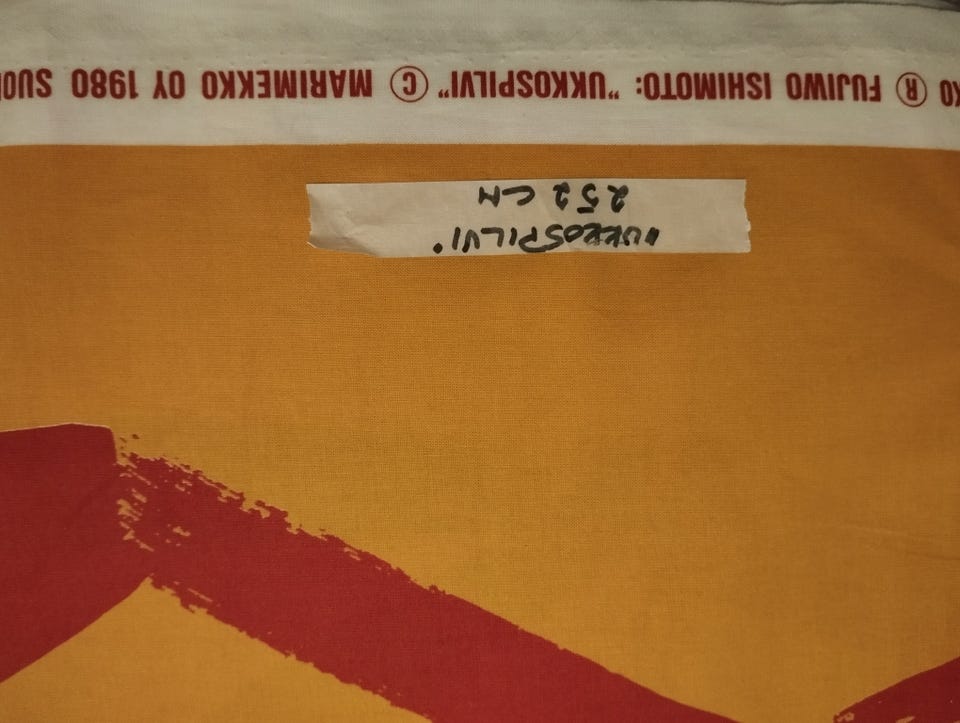 "UKKOSPILVI"
252 CM
KO ® FUJIWO ISHIMOTO: "UKKOSPILVI" © MARIMEKKO OY 1980 SUO